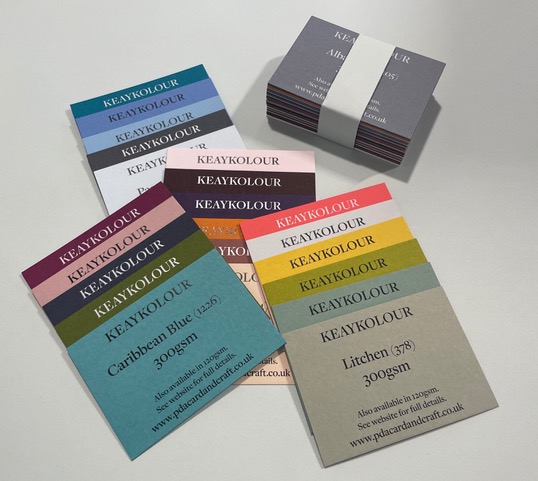 KEAYKOLOUR
KEAYKOLOUR
KEAYKOLOUR
KEAYKOLOUR
KEAYKOLOUR
KEAYKOLOUR
KEAYKOLOUR
KEAYKOLOUR
KEAYKOLOUR
KEAYKOLOUR
KEAYKOLOUR
KEAYKOLOUR
KEAYKOLOUR
Caribbean Blue (1226)
300gsm
Also available in 120gsm.
See website for full details.
www.pdacardandcraft.co.uk
KEAYKOLOUR
KEAYKOLOUR
KEAYKOLOUR
KEAYKOLOUR
KEAYKOLOUR
KEAYKOLOUR
Litchen (378)
300gsm
Also available in 120gsm.
See website for full details.
www.pdacardandcraft.co.uk